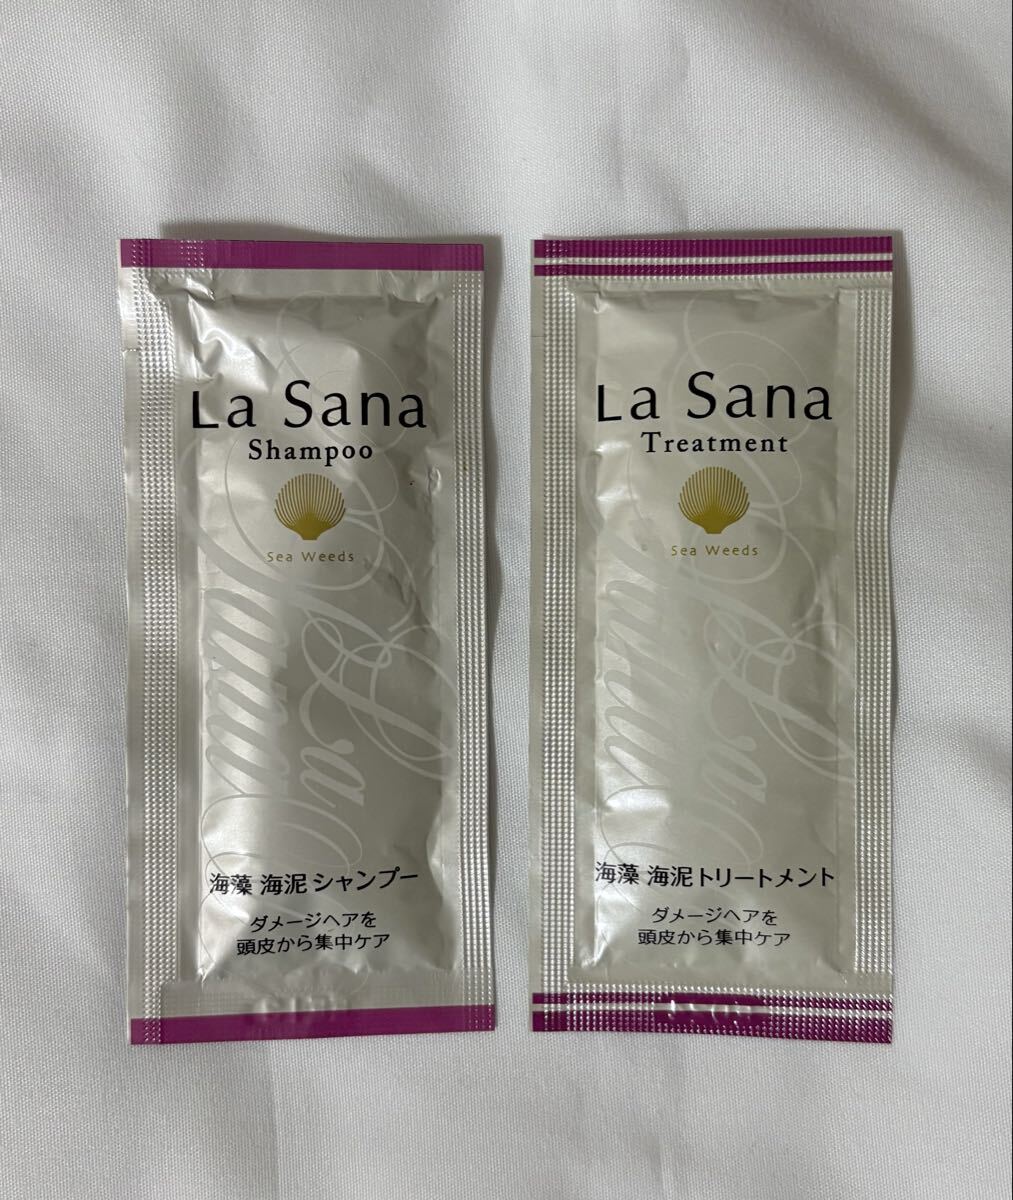 La Sana
Shampoo
Sea Weeds
海藻 海泥 シャンプー
ダメージヘアを
頭皮から集中ケア
La Sana
Treatment
Sea Weeds
海藻 海泥 トリートメント
ダメージヘアを
頭皮から集中ケア